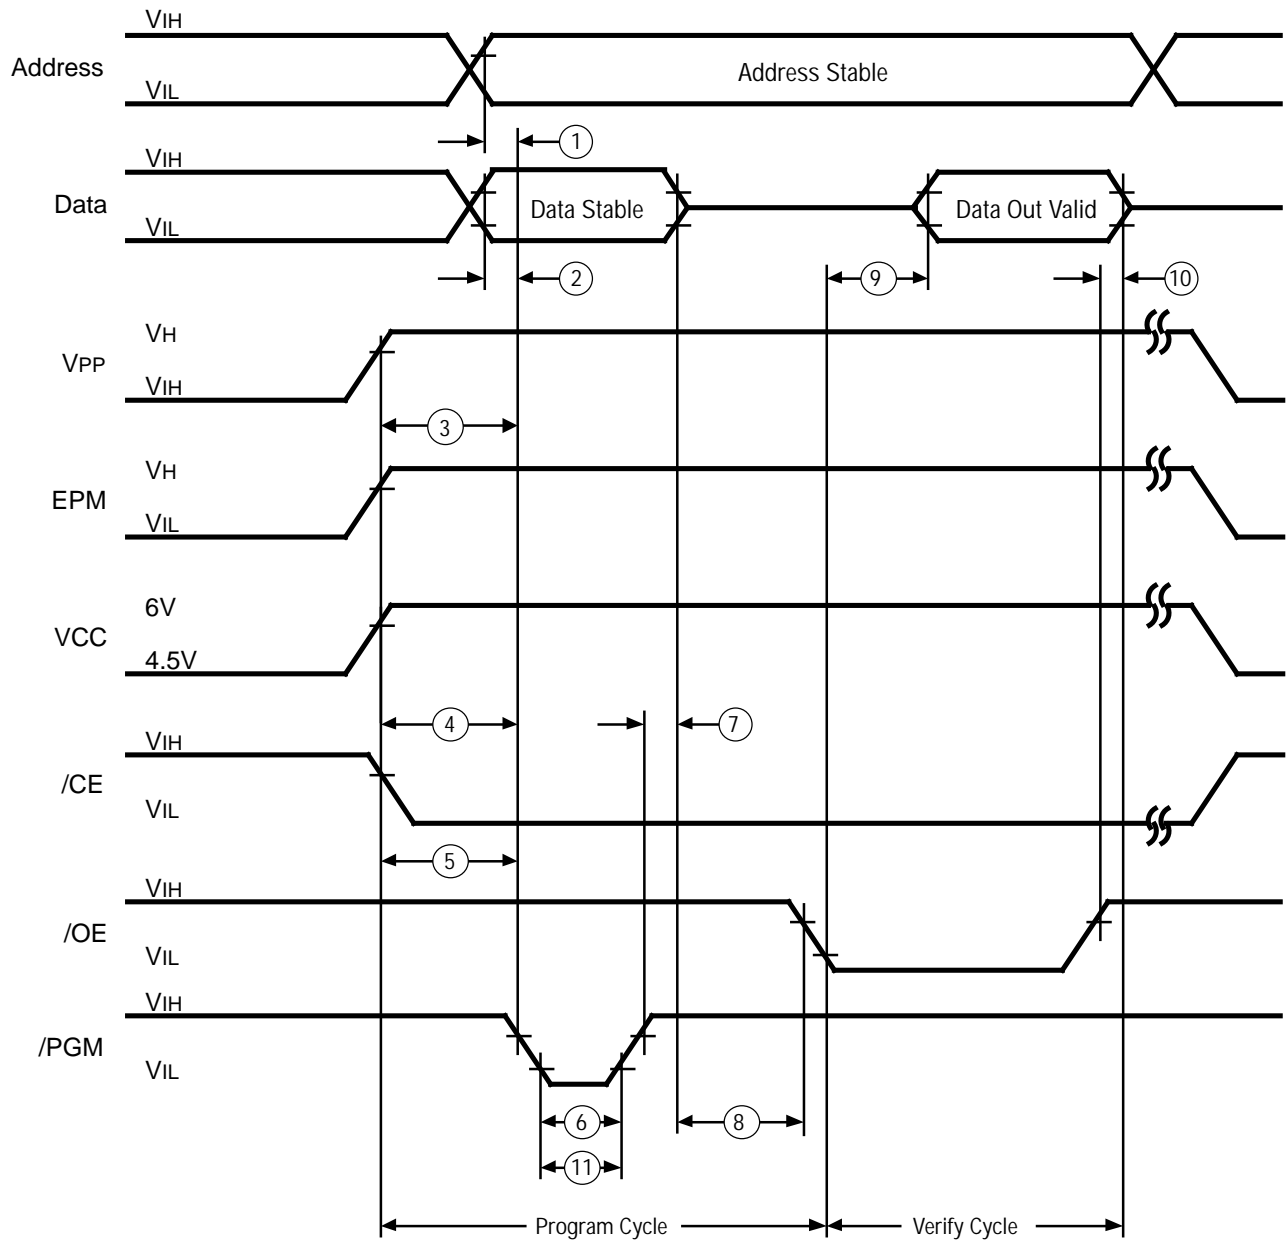 VIH
Address
Address Stable
VIL
1
VIH
Data
Data Stable
Data Out Valid
VIL
2
9
10
VH
VPP
VIH
3
VH
EPM
VIL
6V
VCC
4.5V
4
7
VIH
/CE
VIL
5
VIH
/OE
VIL
VIH
/PGM
VIL
6
8
11
Program Cycle
Verify Cycle